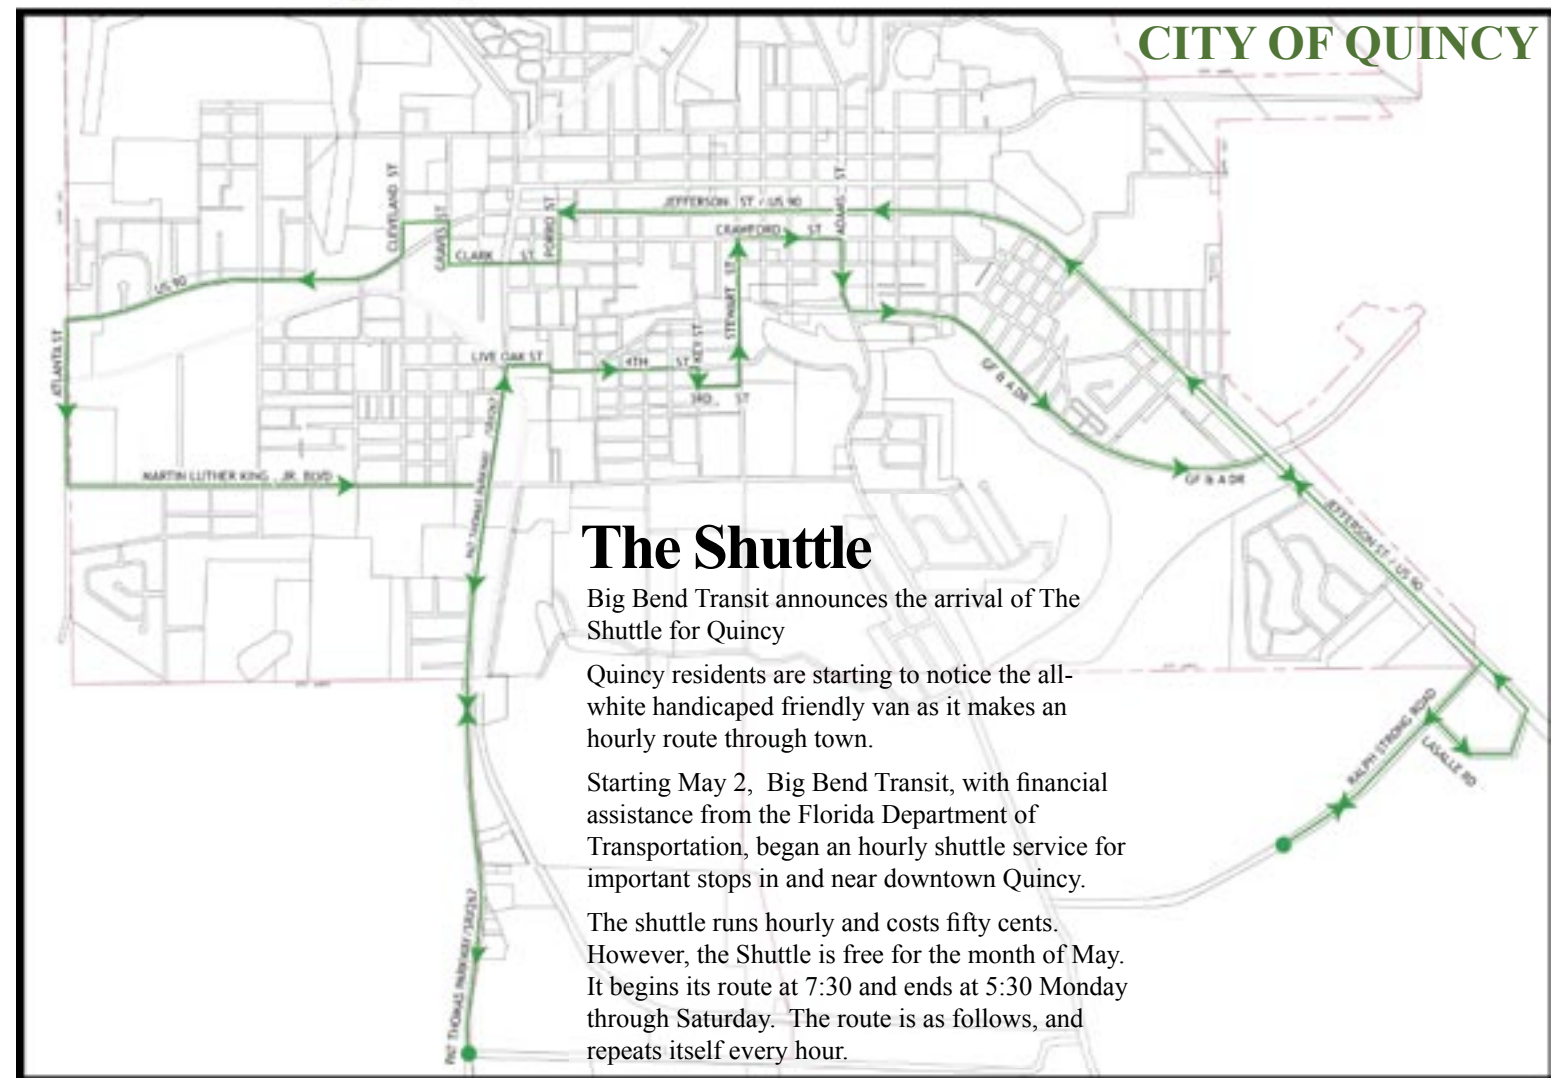 CITY OF QUINCY
CLEVELAND ST
GRAVES ST
CLARK ST
PORRO ST
JEFFERSON ST / US 90
ADAMS ST
CRAWFORD ST
US 90
ATLANTA ST
LIVE OAK ST
4TH ST
KEY ST
STEWART ST
3RD. ST
GF & A DR
GF & A DR
MARTIN LUTHER KING, JR. BLVD
JEFFERSON ST / US 90
RALPH STRONG ROAD
LASALLE RD
PAT THOMAS PARKWAY/SR267
The Shuttle
Big Bend Transit announces the arrival of The
Shuttle for Quincy
Quincy residents are starting to notice the all-
white handicaped friendly van as it makes an
hourly route through town.
Starting May 2, Big Bend Transit, with financial
assistance from the Florida Department of
Transportation, began an hourly shuttle service for
important stops in and near downtown Quincy.
The shuttle runs hourly and costs fifty cents.
However, the Shuttle is free for the month of May.
It begins its route at 7:30 and ends at 5:30 Monday
through Saturday. The route is as follows, and
repeats itself every hour.